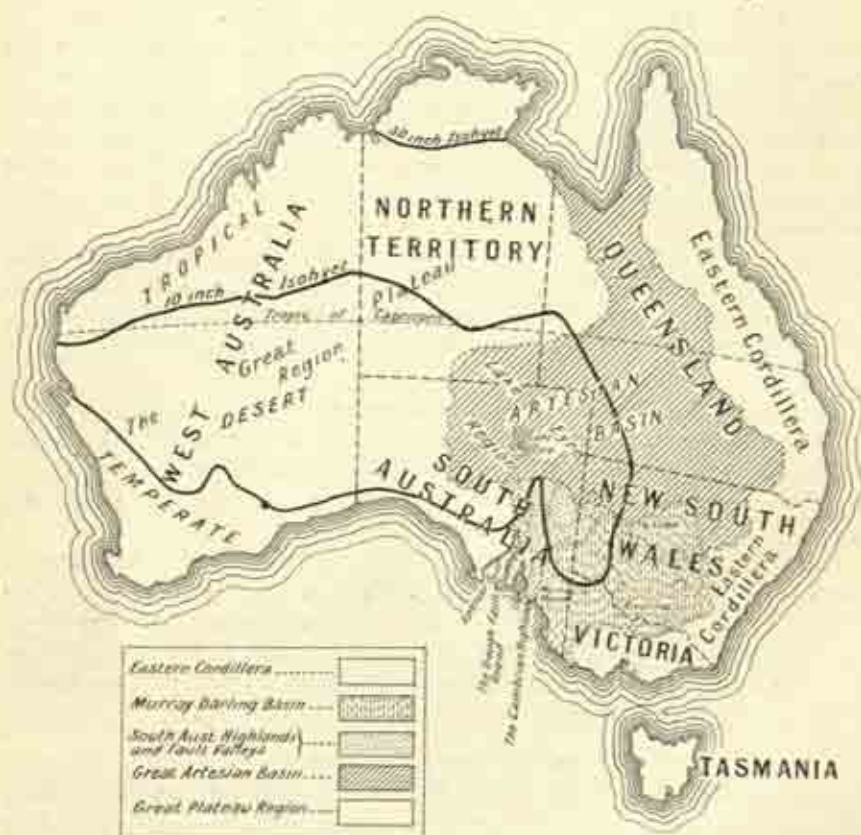 30 inch Isohyet
NORTHERN
TERRITORY
TROPICAL
WEST AUSTRALIA
10 inch Isohyet
Plateau
Tropic of Capricorn
The Great
Region
DESERT
TEMPERATE
QUEENSLAND
Eastern Cordillera
Lake
Region
ARTESIAN
BASIN
SOUTH
AUSTRALIA
NEW SOUTH
WALES
Eastern
Cordillera
VICTORIA
TASMANIA
Eastern Cordillera
Murray Darling Basin
South Aust. Highlands
and Fault Valleys
Great Artesian Basin
Great Plateau Region